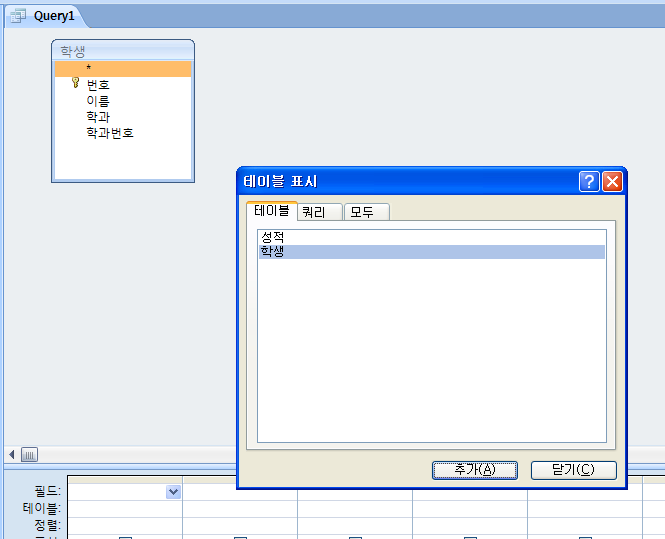 Query1
학생
*
번호
이름
학과
학과번호
테이블 표시
테이블 쿼리 모두
성적
학생
추가(A) 닫기(C)
필드:
테이블:
정렬: